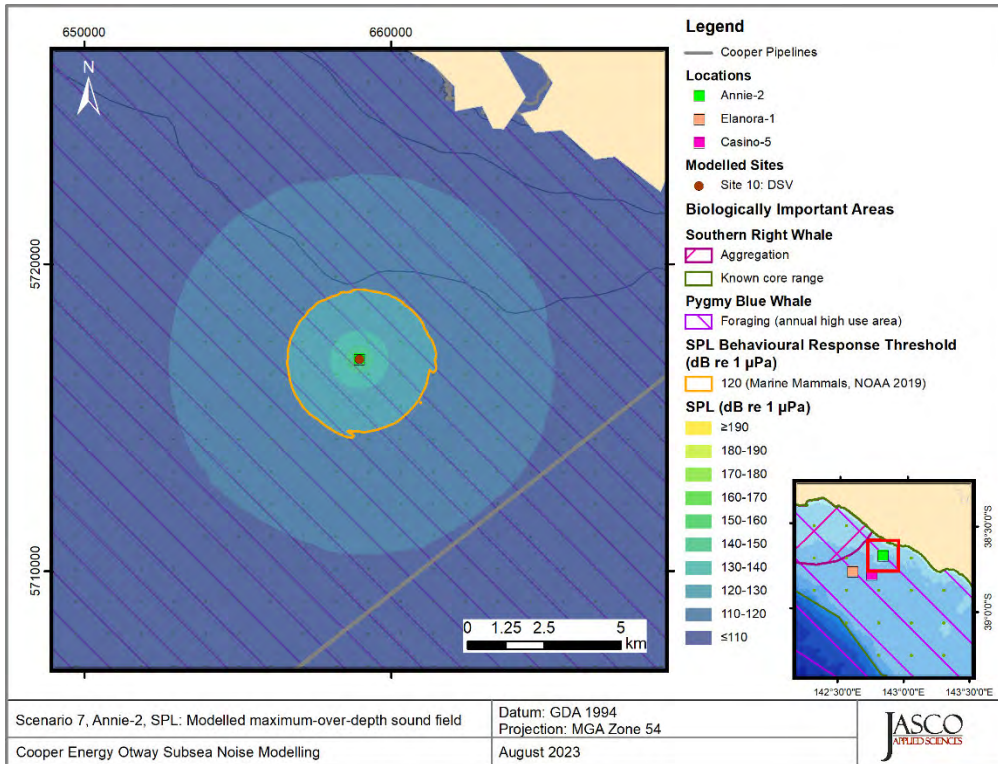 650000
660000
N
5720000
5710000
0 1.25 2.5 5
km
Legend
Cooper Pipelines
Locations
Annie-2
Elanora-1
Casino-5
Modelled Sites
Site 10: DSV
Biologically Important Areas
Southern Right Whale
Aggregation
Known core range
Pygmy Blue Whale
Foraging (annual high use area)
SPL Behavioural Response Threshold
(dB re 1 µPa)
120 (Marine Mammals, NOAA 2019)
SPL (dB re 1 µPa)
≥190
180-190
170-180
160-170
150-160
140-150
130-140
120-130
110-120
≤110
38°30'0"S
39°0'0"S
142°30'0"E 143°0'0"E 143°30'0"E
Scenario 7, Annie-2, SPL: Modelled maximum-over-depth sound field
Datum: GDA 1994
Projection: MGA Zone 54
Cooper Energy Otway Subsea Noise Modelling
August 2023
JASCO
APPLIED SCIENCES